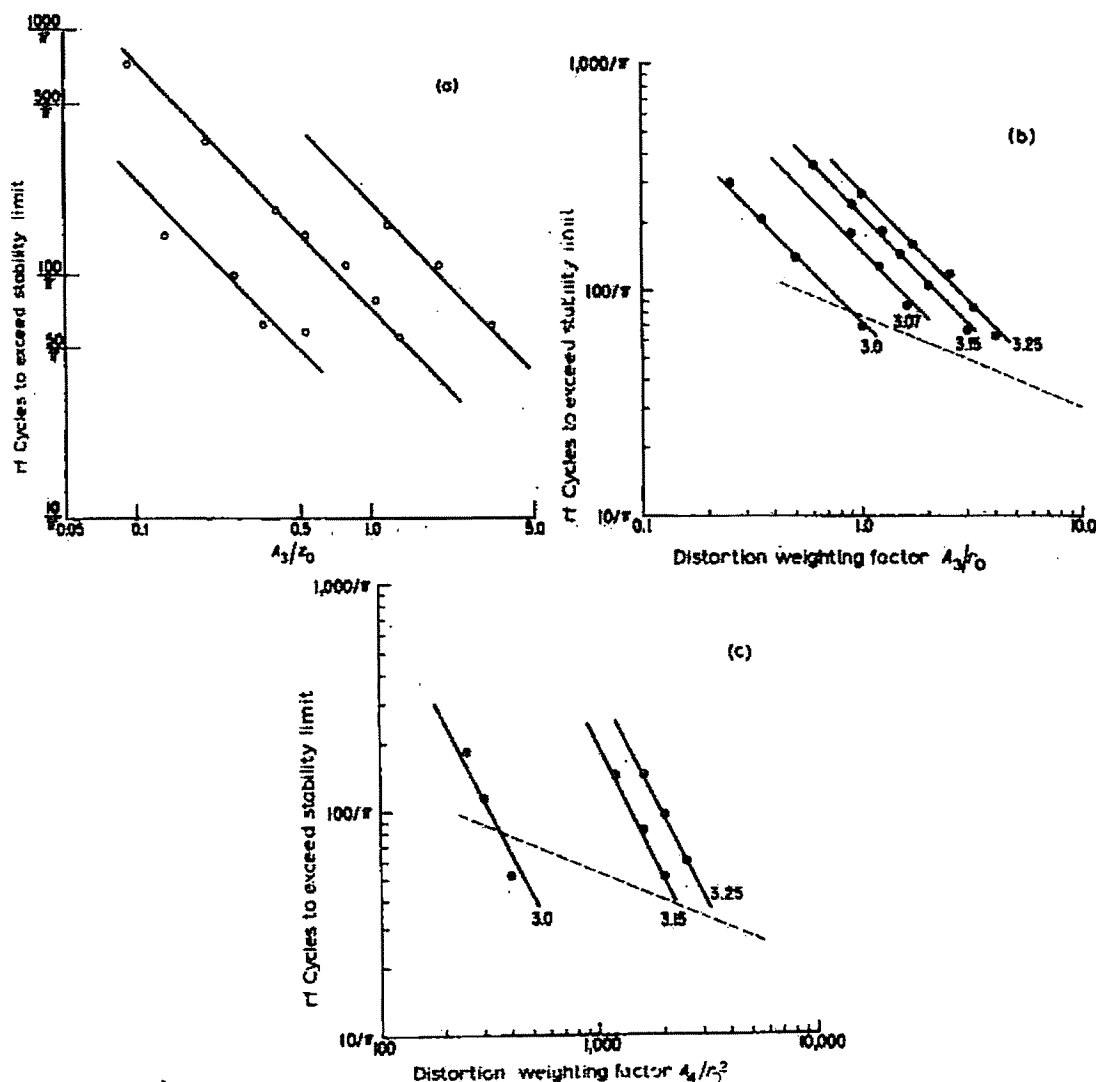 (a)
rf Cycles to exceed stability limit
1000/π
300/π
100/π
50/π
10/π
0.05
0.1
0.5
1.0
5.0
A3/z0
(b)
rf Cycles to exceed stability limit
1,000/π
100/π
10/π
0.1
1.0
10.0
3.0
3.07
3.15
3.25
Distortion weighting factor A3/r0
(c)
rf Cycles to exceed stability limit
1,000/π
100/π
10/π
100
1,000
10,000
3.0
3.15
3.25
Distortion weighting factor A4/r0²